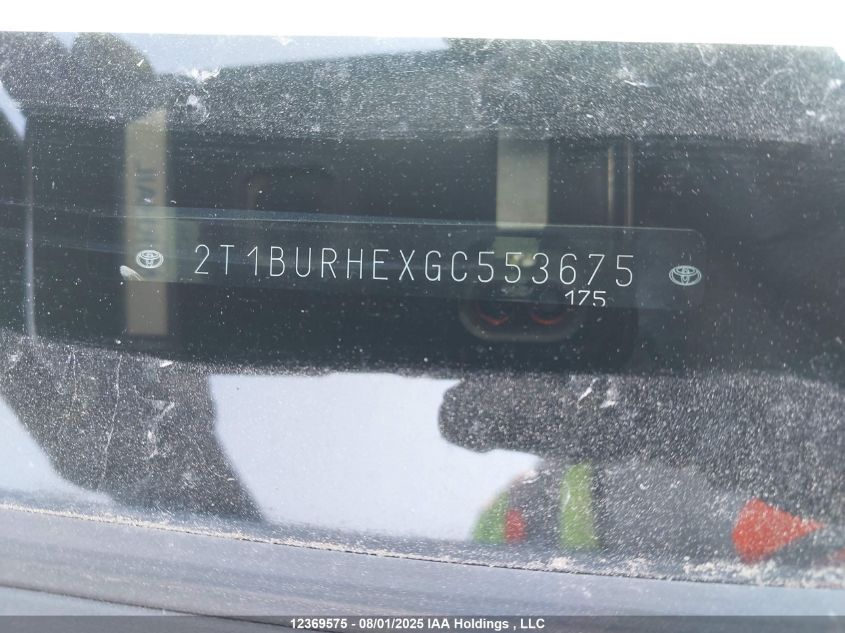 2T1BURHEXGC553675
175
12369575 - 08/01/2025 IAA Holdings , LLC